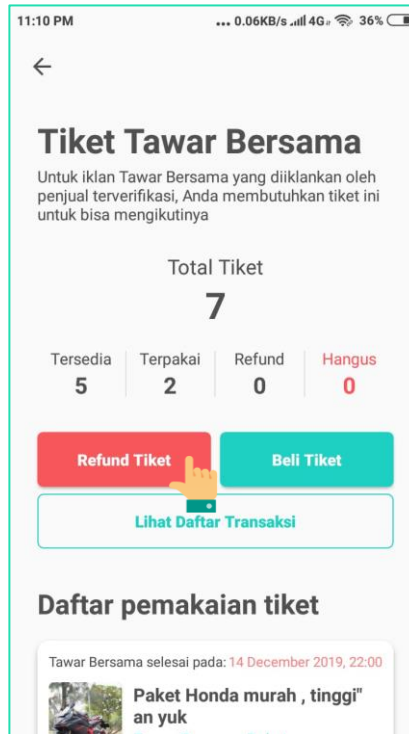 11:10 PM ... 0.06KB/s 4G 36%
Tiket Tawar Bersama
Untuk iklan Tawar Bersama yang diiklankan oleh
penjual terverifikasi, Anda membutuhkan tiket ini
untuk bisa mengikutinya
Total Tiket
7
Tersedia Terpakai Refund Hangus
5 2 0 0
Refund Tiket Beli Tiket
Lihat Daftar Transaksi
Daftar pemakaian tiket
Tawar Bersama selesai pada: 14 December 2019, 22:00
Paket Honda murah , tinggi"
an yuk